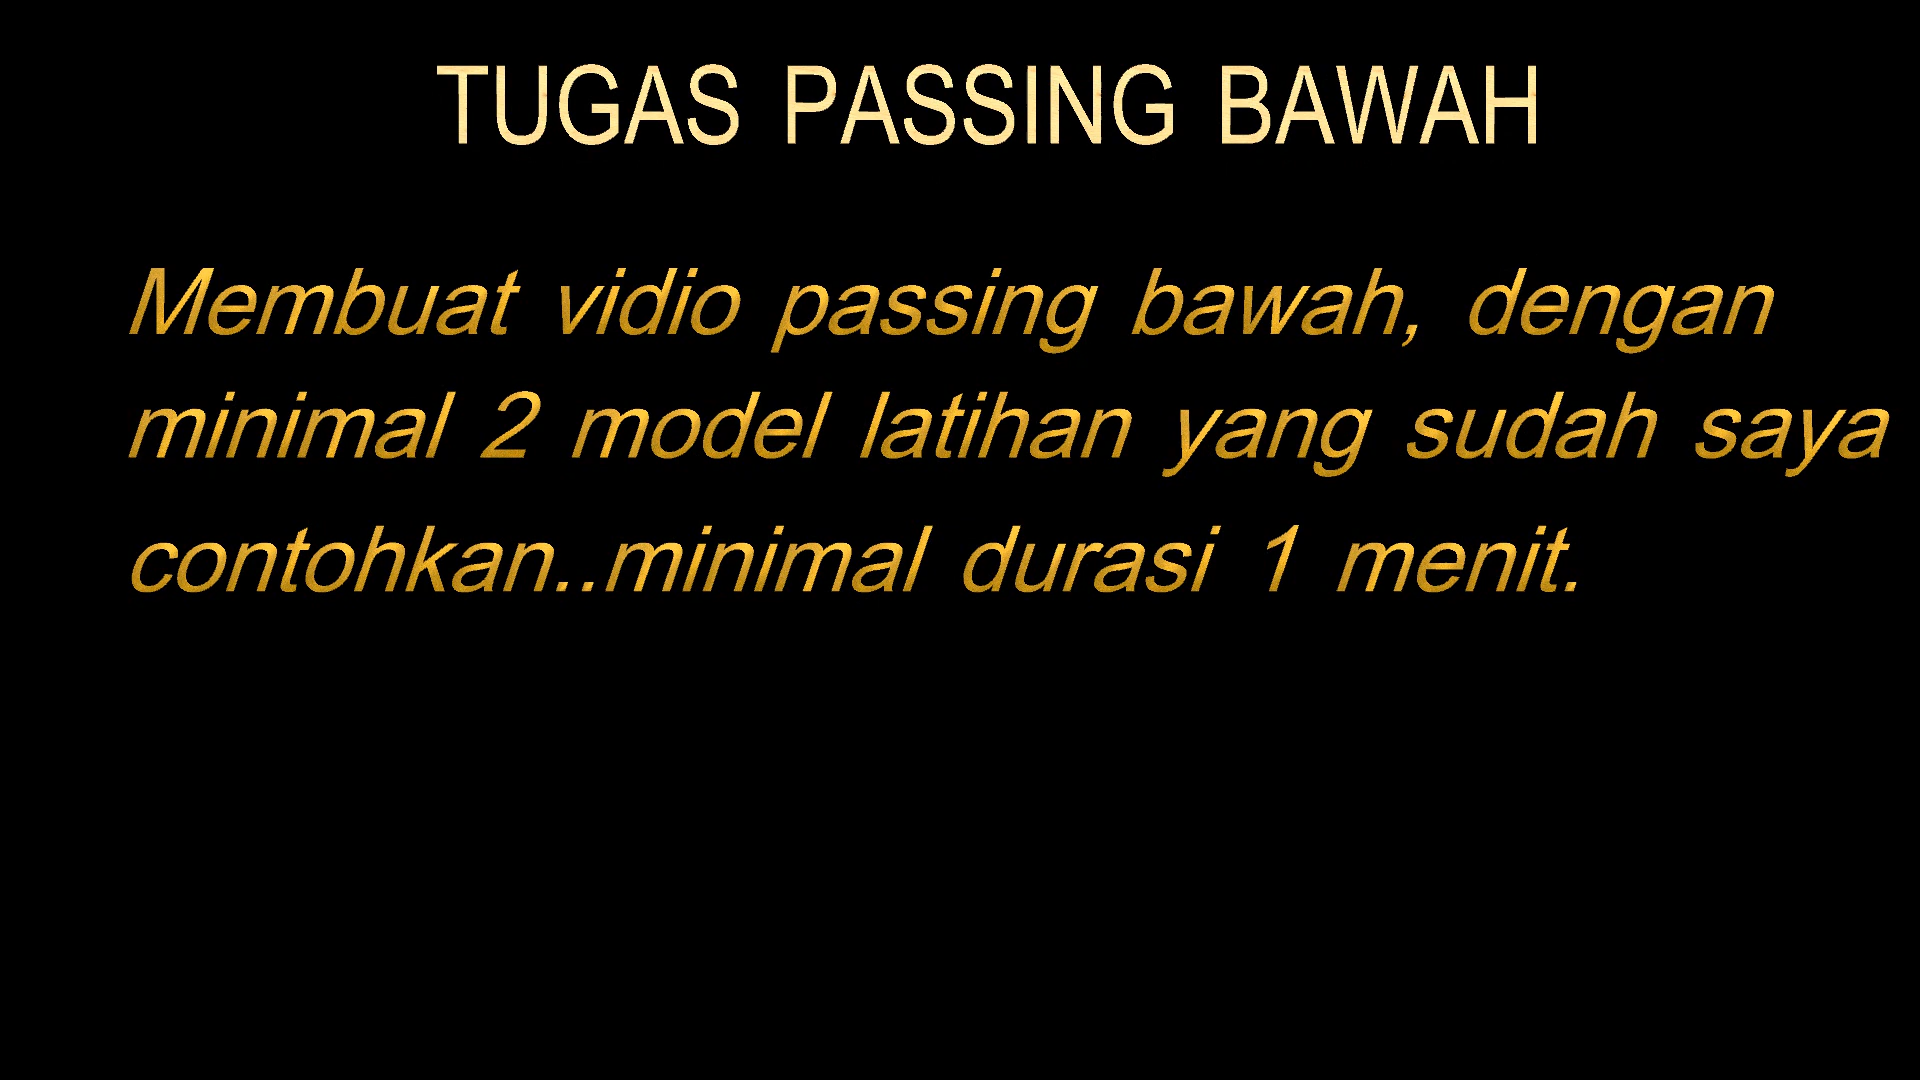 TUGAS PASSING BAWAH
Membuat vidio passing bawah, dengan
minimal 2 model latihan yang sudah saya
contohkan..minimal durasi 1 menit.